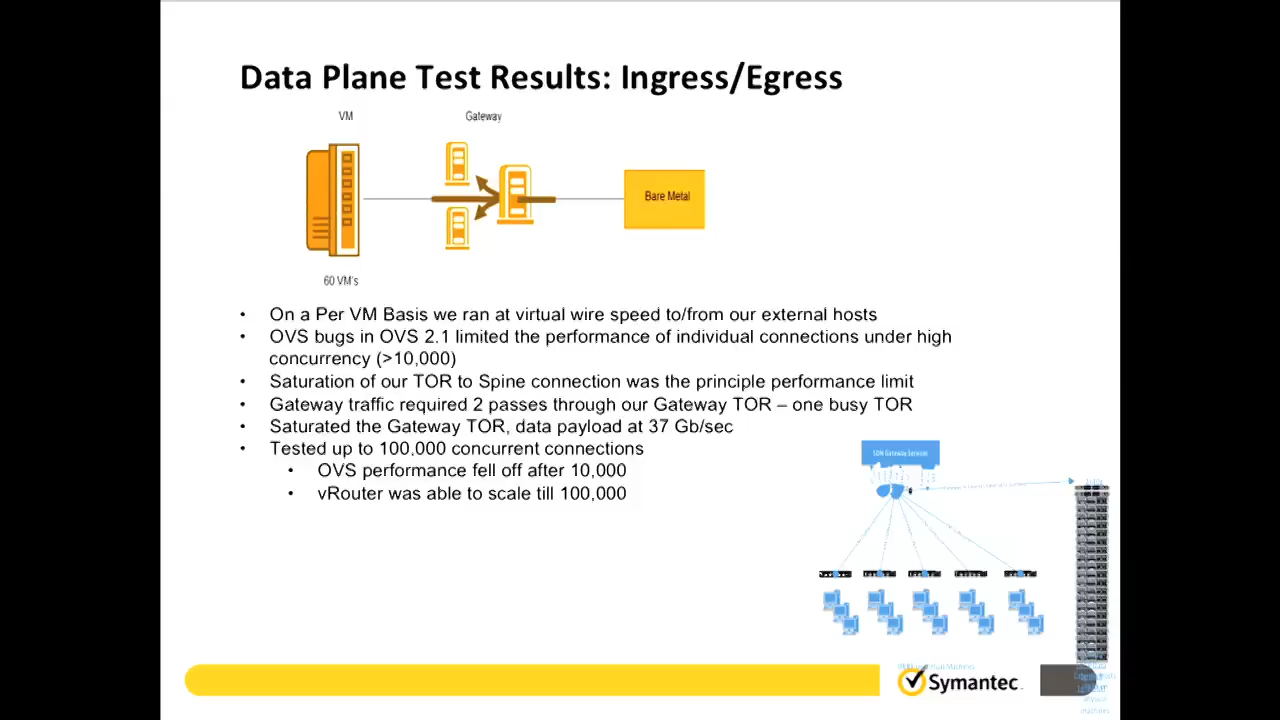 Data Plane Test Results: Ingress/Egress
VM
Gateway
Bare Metal
60 VM's
• On a Per VM Basis we ran at virtual wire speed to/from our external hosts
• OVS bugs in OVS 2.1 limited the performance of individual connections under high
concurrency (>10,000)
• Saturation of our TOR to Spine connection was the principle performance limit
• Gateway traffic required 2 passes through our Gateway TOR – one busy TOR
• Saturated the Gateway TOR, data payload at 37 Gb/sec
• Tested up to 100,000 concurrent connections
• OVS performance fell off after 10,000
• vRouter was able to scale till 100,000
SDN Gateway Services
Machines
Symantec
machines